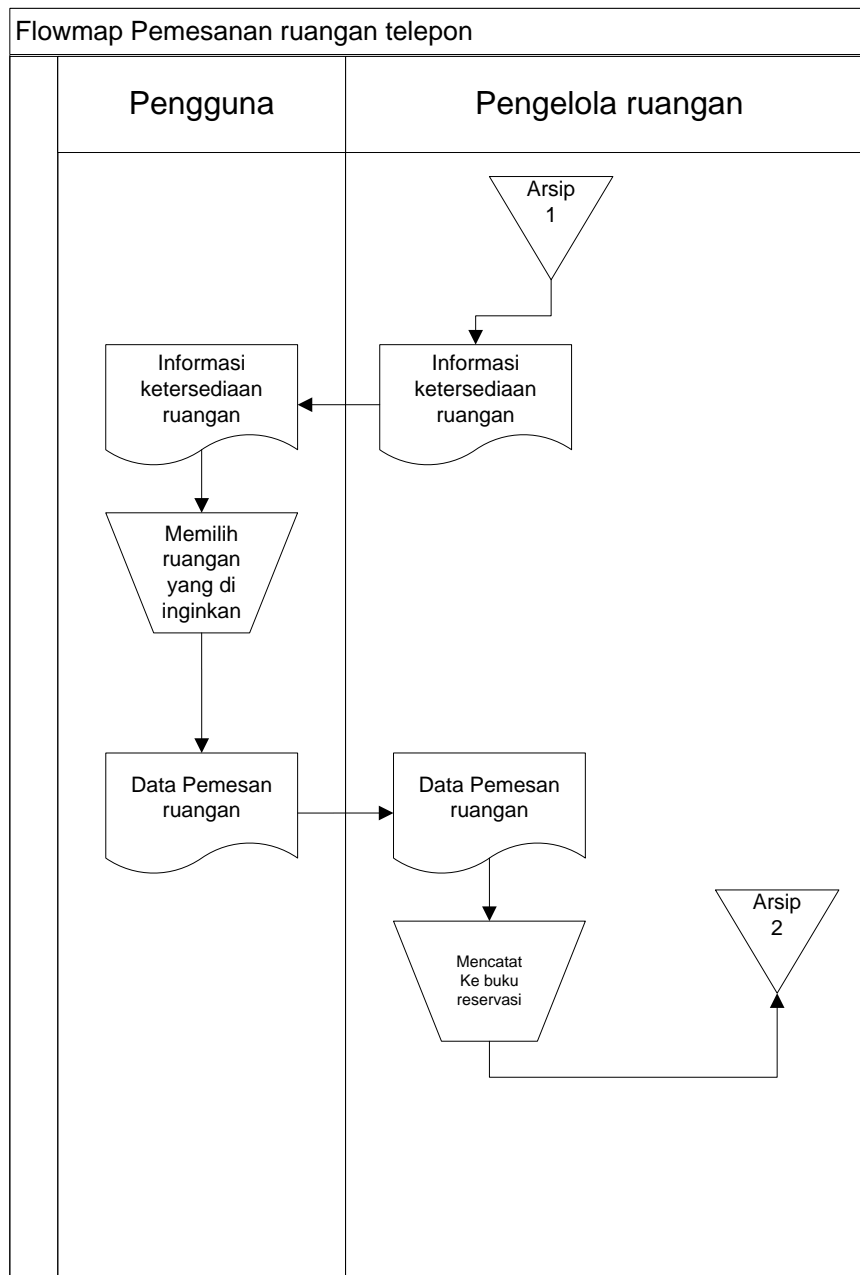 Flowmap Pemesanan ruangan telepon
Pengguna
Pengelola ruangan
Arsip
1
Informasi
ketersediaan
ruangan
Informasi
ketersediaan
ruangan
Memilih
ruangan
yang di
inginkan
Data Pemesan
ruangan
Data Pemesan
ruangan
Arsip
2
Mencatat
Ke buku
reservasi